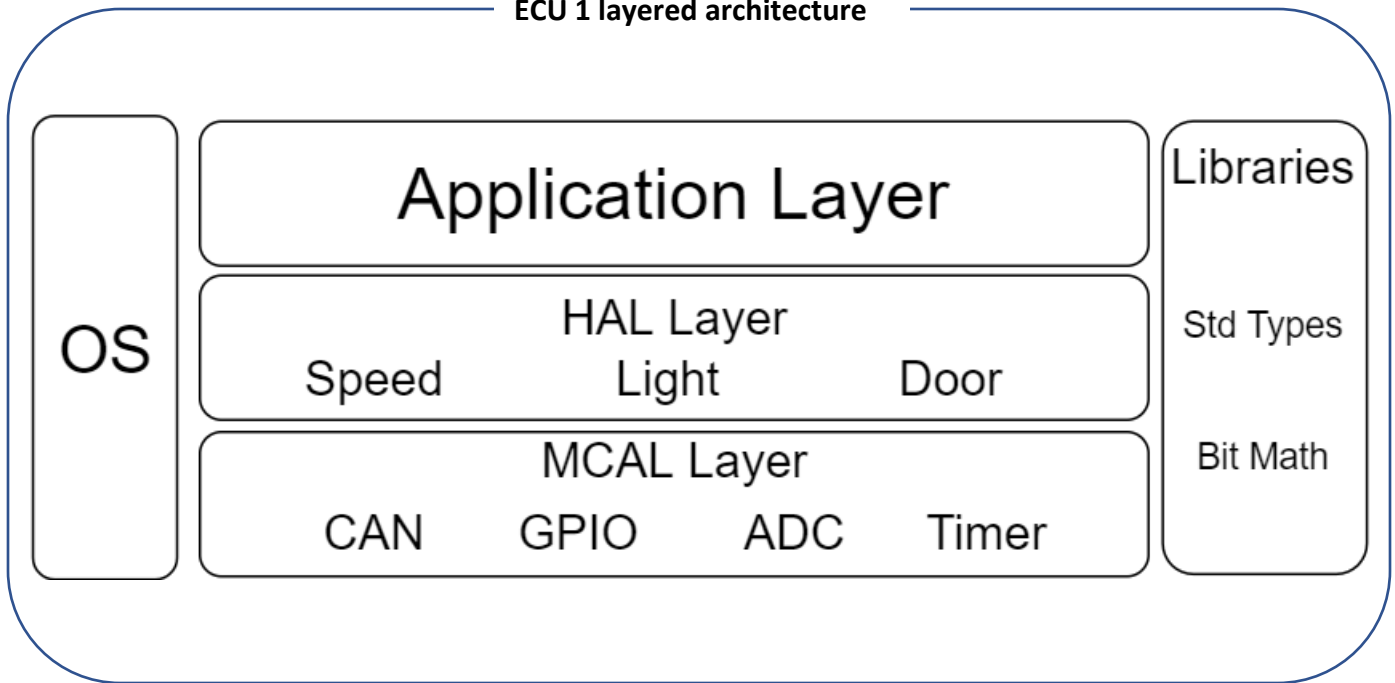 ECU 1 layered architecture
OS
Application Layer
HAL Layer
Speed Light Door
MCAL Layer
CAN GPIO ADC Timer
Libraries
Std Types
Bit Math